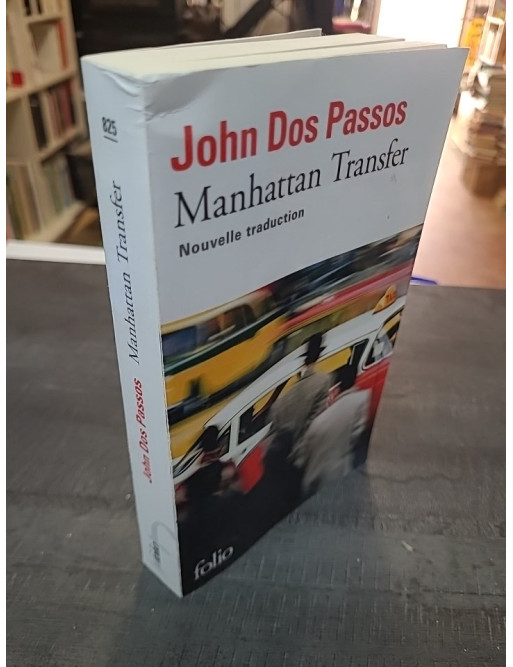 John Dos Passos
Manhattan Transfer
Nouvelle traduction
folio
825
John Dos Passos Manhattan Transfer